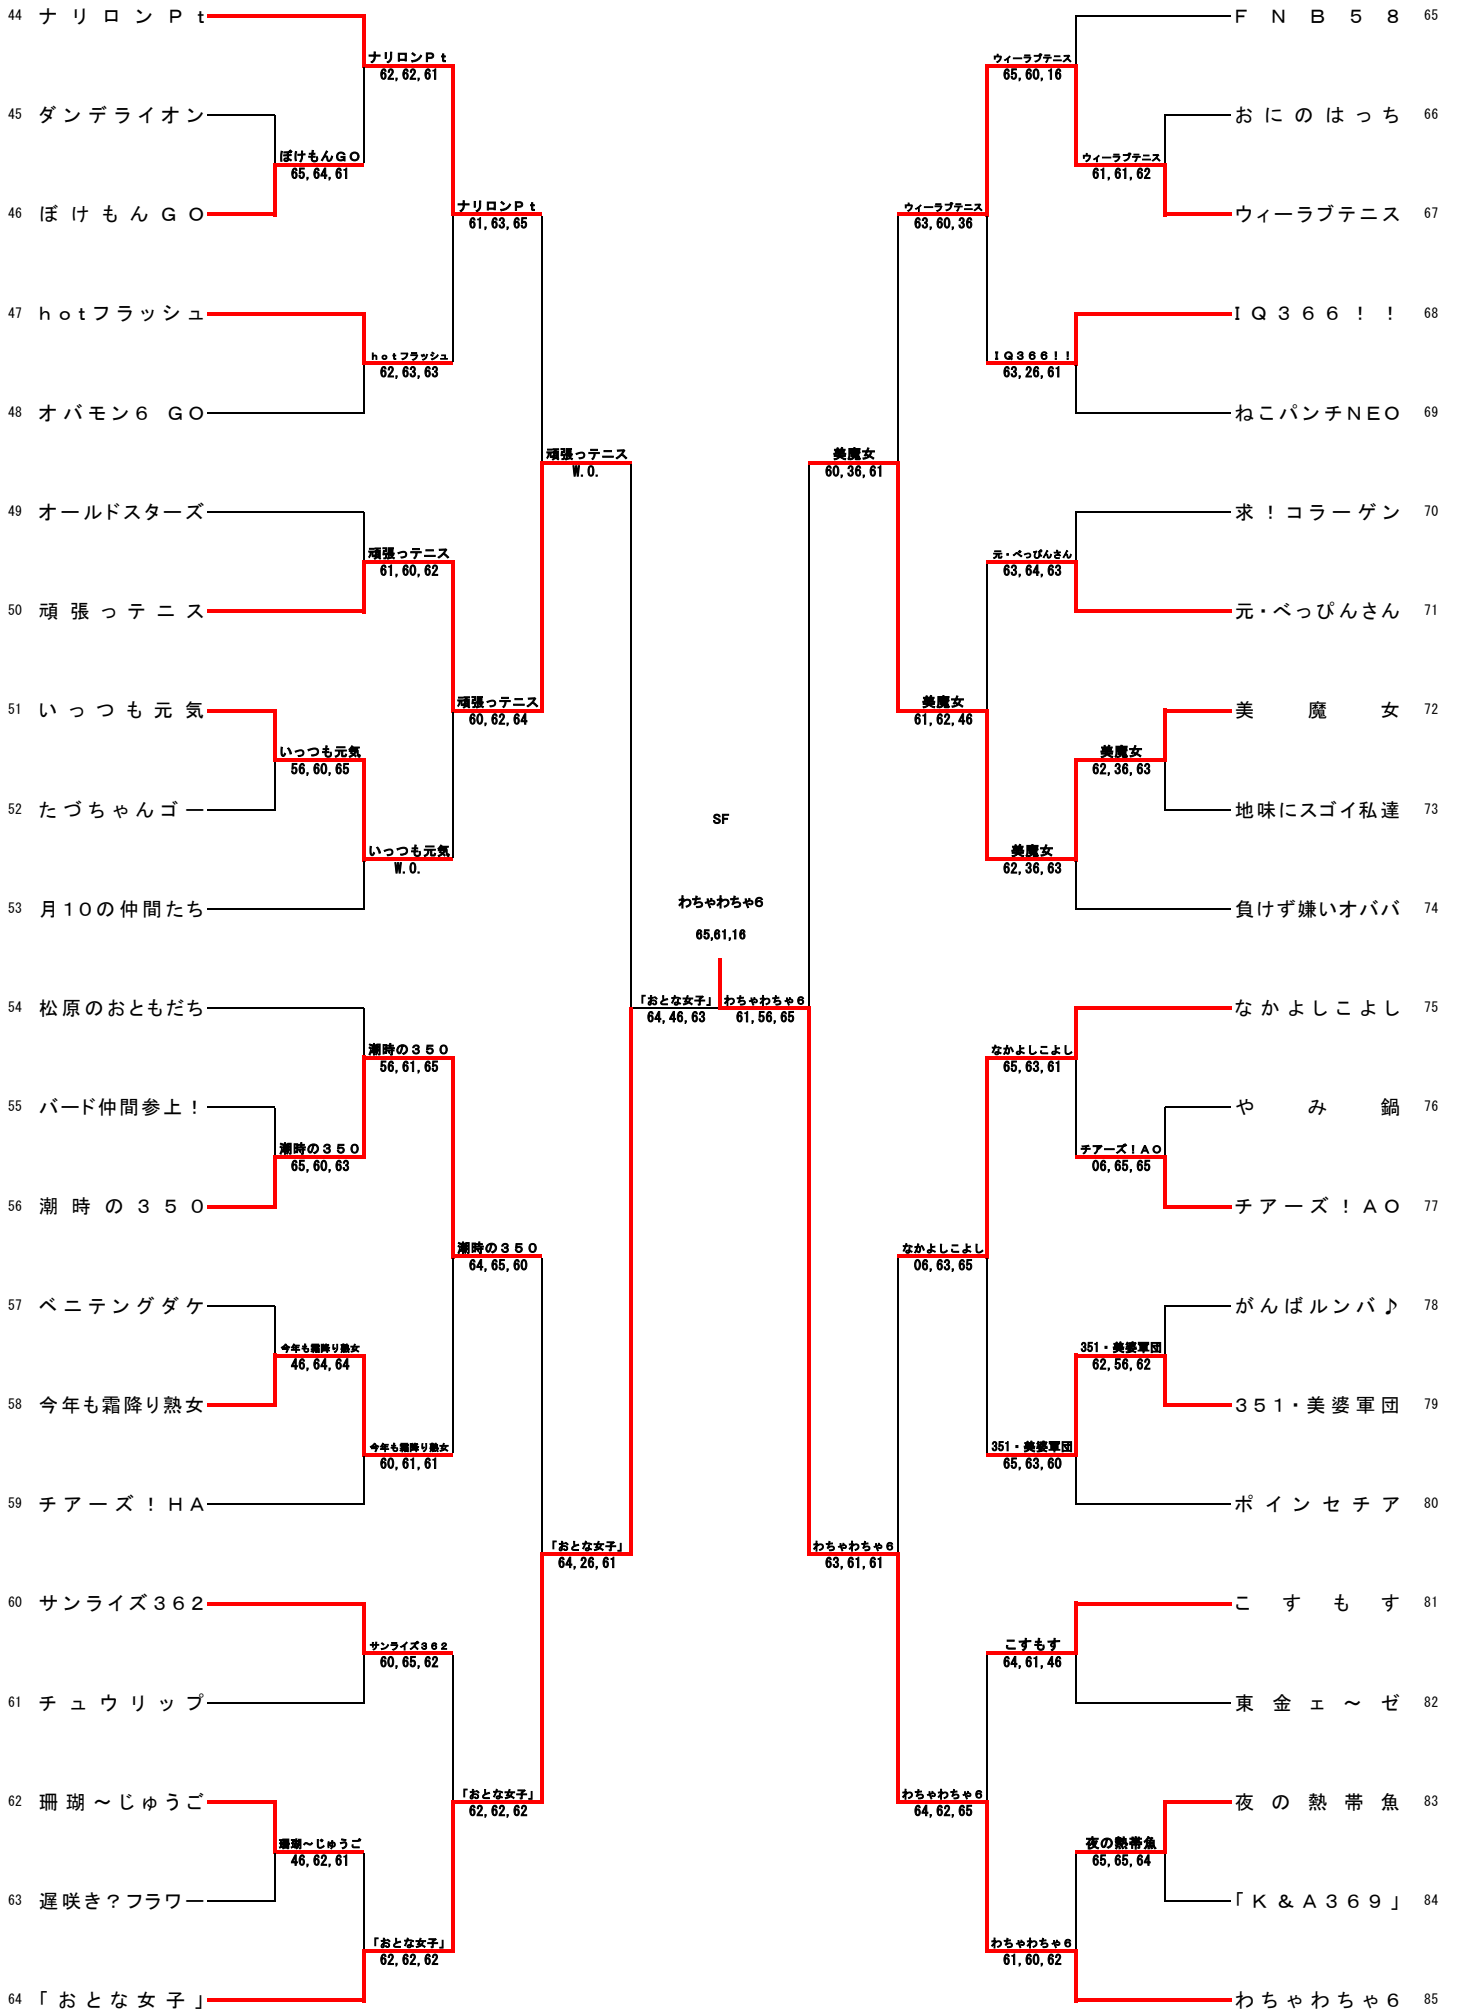 44 ナリロンPt
ナリロンPt
62, 62, 61
45 ダンデライオン
ぽけもんGO
65, 64, 61
46 ぽけもんGO
ナリロンPt
61, 63, 65
47 hotフラッシュ
hotフラッシュ
62, 63, 63
48 オバモン6 GO
頑張っテニス
W.O.
49 オールドスターズ
頑張っテニス
61, 60, 62
50 頑張っテニス
51 いっつも元気
頑張っテニス
60, 62, 64
いっつも元気
56, 60, 65
52 たづちゃんゴー
いっつも元気
W.O.
53 月10の仲間たち
54 松原のおともだち
潮時の350
56, 61, 65
55 バード仲間参上!
潮時の350
65, 60, 63
56 潮時の350
潮時の350
64, 65, 60
57 ベニテングダケ
今年も霜降り熟女
46, 64, 64
58 今年も霜降り熟女
今年も霜降り熟女
60, 61, 61
59 チアーズ!HA
「おとな女子」
64, 26, 61
60 サンライズ362
サンライズ362
60, 65, 62
61 チュウリップ
「おとな女子」
62, 62, 62
62 珊瑚～じゅうご
珊瑚～じゅうご
46, 62, 61
63 遅咲き?フラワー
「おとな女子」
62, 62, 62
64 「おとな女子」
SF
わちゃわちゃ6
65,61,16
「おとな女子」
64, 46, 63
わちゃわちゃ6
61, 56, 65
FNB58 65
ウィーラブテニス
65, 60, 16
おにのはっち 66
ウィーラブテニス
61, 61, 62
ウィーラブテニス 67
ウィーラブテニス
63, 60, 36
IQ366!! 68
IQ366!!
63, 26, 61
ねこパンチNEO 69
美魔女
60, 36, 61
求!コラーゲン 70
元・べっぴんさん
63, 64, 63
元・べっぴんさん 71
美魔女
61, 62, 46
美魔女 72
美魔女
62, 36, 63
地味にスゴイ私達 73
美魔女
62, 36, 63
負けず嫌いオババ 74
なかよしこよし 75
なかよしこよし
65, 63, 61
やみ鍋 76
チアーズ!AO
06, 65, 65
チアーズ!AO 77
なかよしこよし
06, 63, 65
がんばルンバ♪ 78
351・美婆軍団
62, 56, 62
351・美婆軍団 79
351・美婆軍団
65, 63, 60
ポインセチア 80
わちゃわちゃ6
63, 61, 61
こすもす 81
こすもす
64, 61, 46
東金ェ～ゼ 82
わちゃわちゃ6
64, 62, 65
夜の熱帯魚 83
夜の熱帯魚
65, 65, 64
「K&A369」 84
わちゃわちゃ6
61, 60, 62
わちゃわちゃ6 85